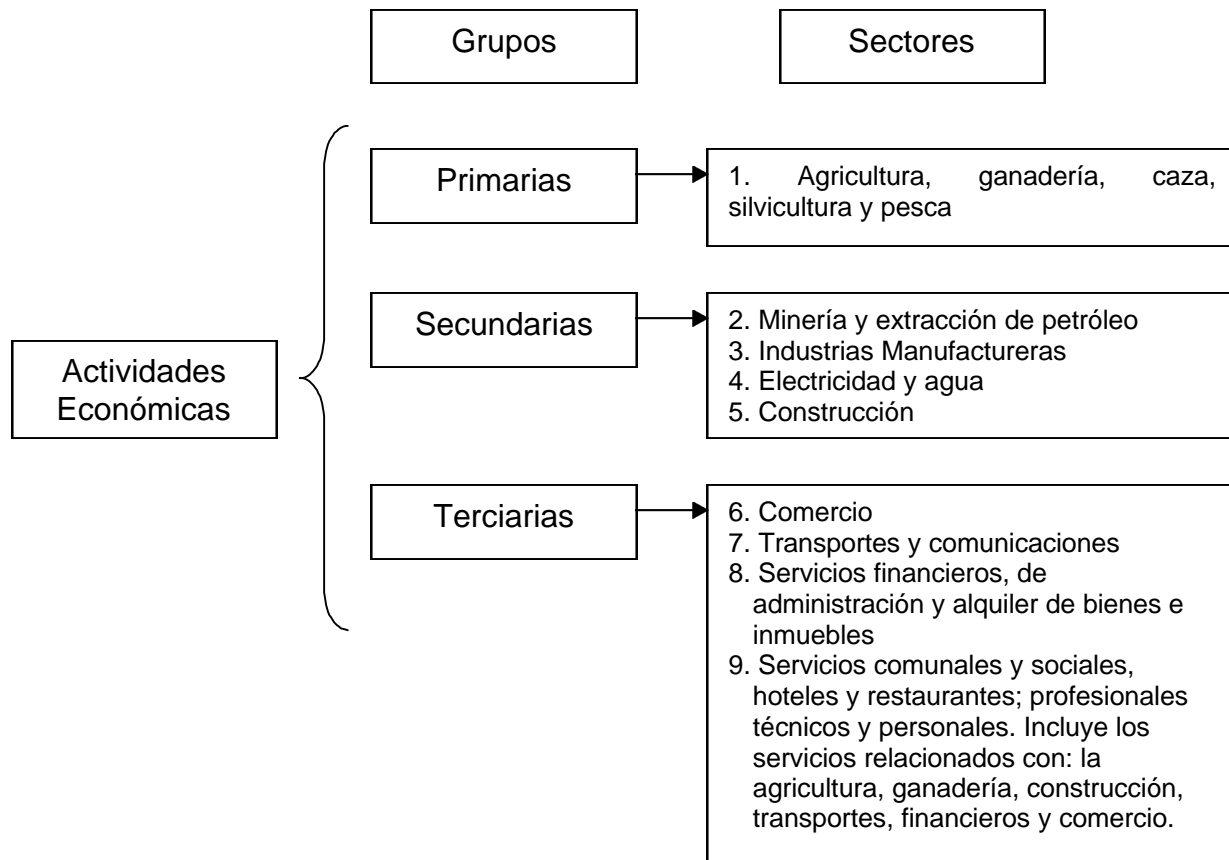 Grupos
Sectores
Primarias
1. Agricultura, ganadería, caza,
silvicultura y pesca
Secundarias
2. Minería y extracción de petróleo
3. Industrias Manufactureras
4. Electricidad y agua
5. Construcción
Actividades
Económicas
Terciarias
6. Comercio
7. Transportes y comunicaciones
8. Servicios financieros, de
administración y alquiler de bienes e
inmuebles
9. Servicios comunales y sociales,
hoteles y restaurantes; profesionales
técnicos y personales. Incluye los
servicios relacionados con: la
agricultura, ganadería, construcción,
transportes, financieros y comercio.